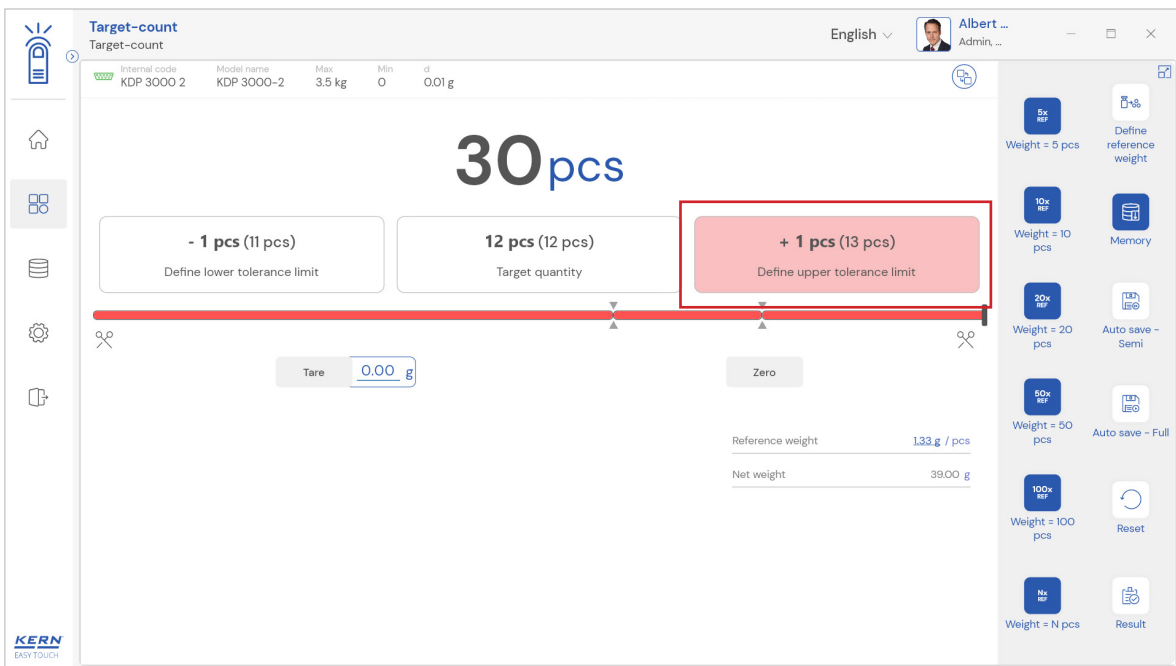 Target-count
Target-count
English
Albert ...
Admin, ...
Internal code
KDP 3000 2
Model name
KDP 3000-2
Max
3.5 kg
Min
0
d
0.01 g
30 pcs
- 1 pcs (11 pcs)
Define lower tolerance limit
12 pcs (12 pcs)
Target quantity
+ 1 pcs (13 pcs)
Define upper tolerance limit
Tare
0.00 g
Zero
Reference weight
1.33 g / pcs
Net weight
39.00 g
5x
REF
Weight = 5 pcs
Define
reference
weight
10x
REF
Weight = 10
pcs
Memory
20x
REF
Weight = 20
pcs
Auto save -
Semi
50x
REF
Weight = 50
pcs
Auto save - Full
100x
REF
Weight = 100
pcs
Reset
Nx
REF
Weight = N pcs
Result
KERN
EASY TOUCH